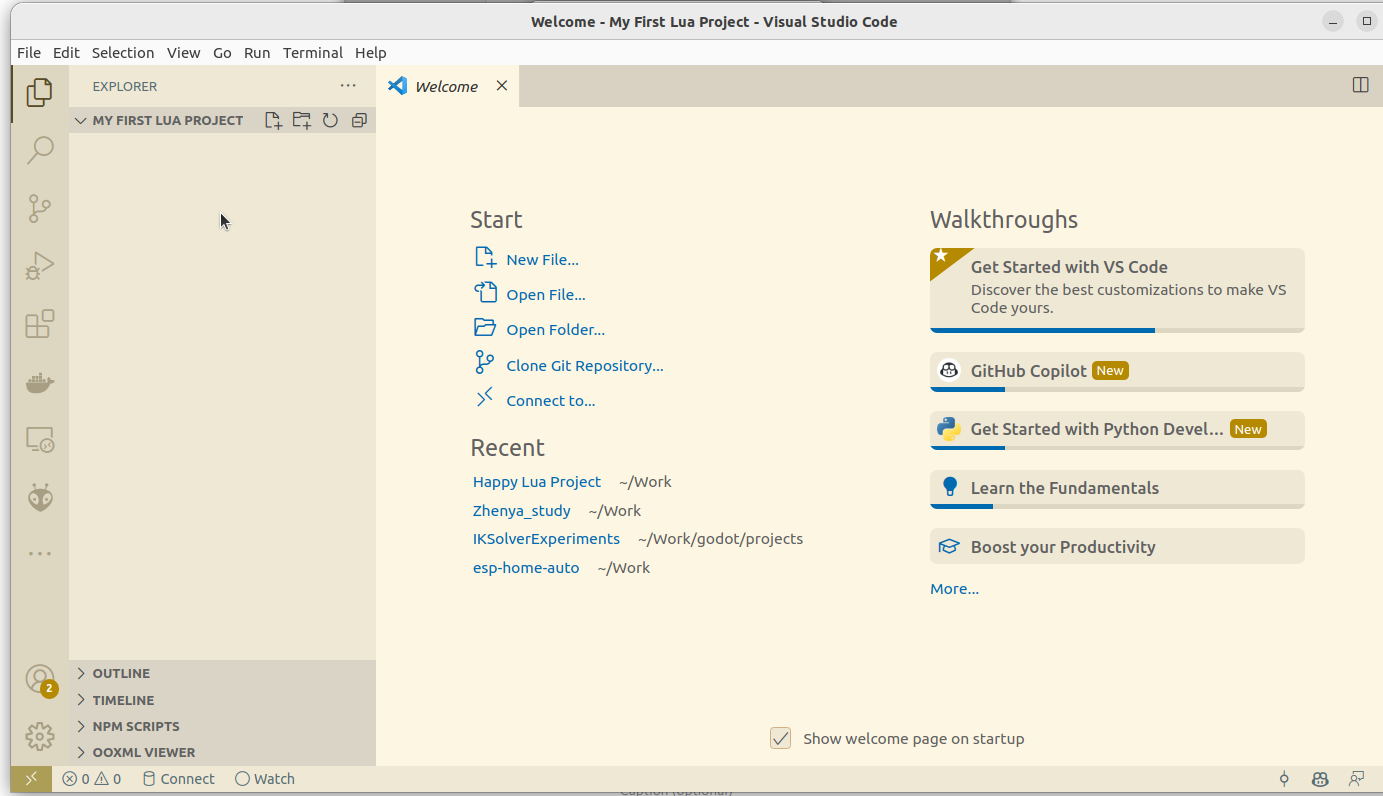 Welcome - My First Lua Project - Visual Studio Code
File Edit Selection View Go Run Terminal Help
EXPLORER
Welcome
MY FIRST LUA PROJECT
Start
New File...
Open File...
Open Folder...
Clone Git Repository...
Connect to...
Recent
Happy Lua Project ~/Work
Zhenya_study ~/Work
IKSolverExperiments ~/Work/godot/projects
esp-home-auto ~/Work
Walkthroughs
Get Started with VS Code
Discover the best customizations to make VS
Code yours.
GitHub Copilot New
Get Started with Python Devel... New
Learn the Fundamentals
Boost your Productivity
More...
2
OUTLINE
TIMELINE
NPM SCRIPTS
OOXML VIEWER
Show welcome page on startup
0 0 Connect Watch
Caption (optional)